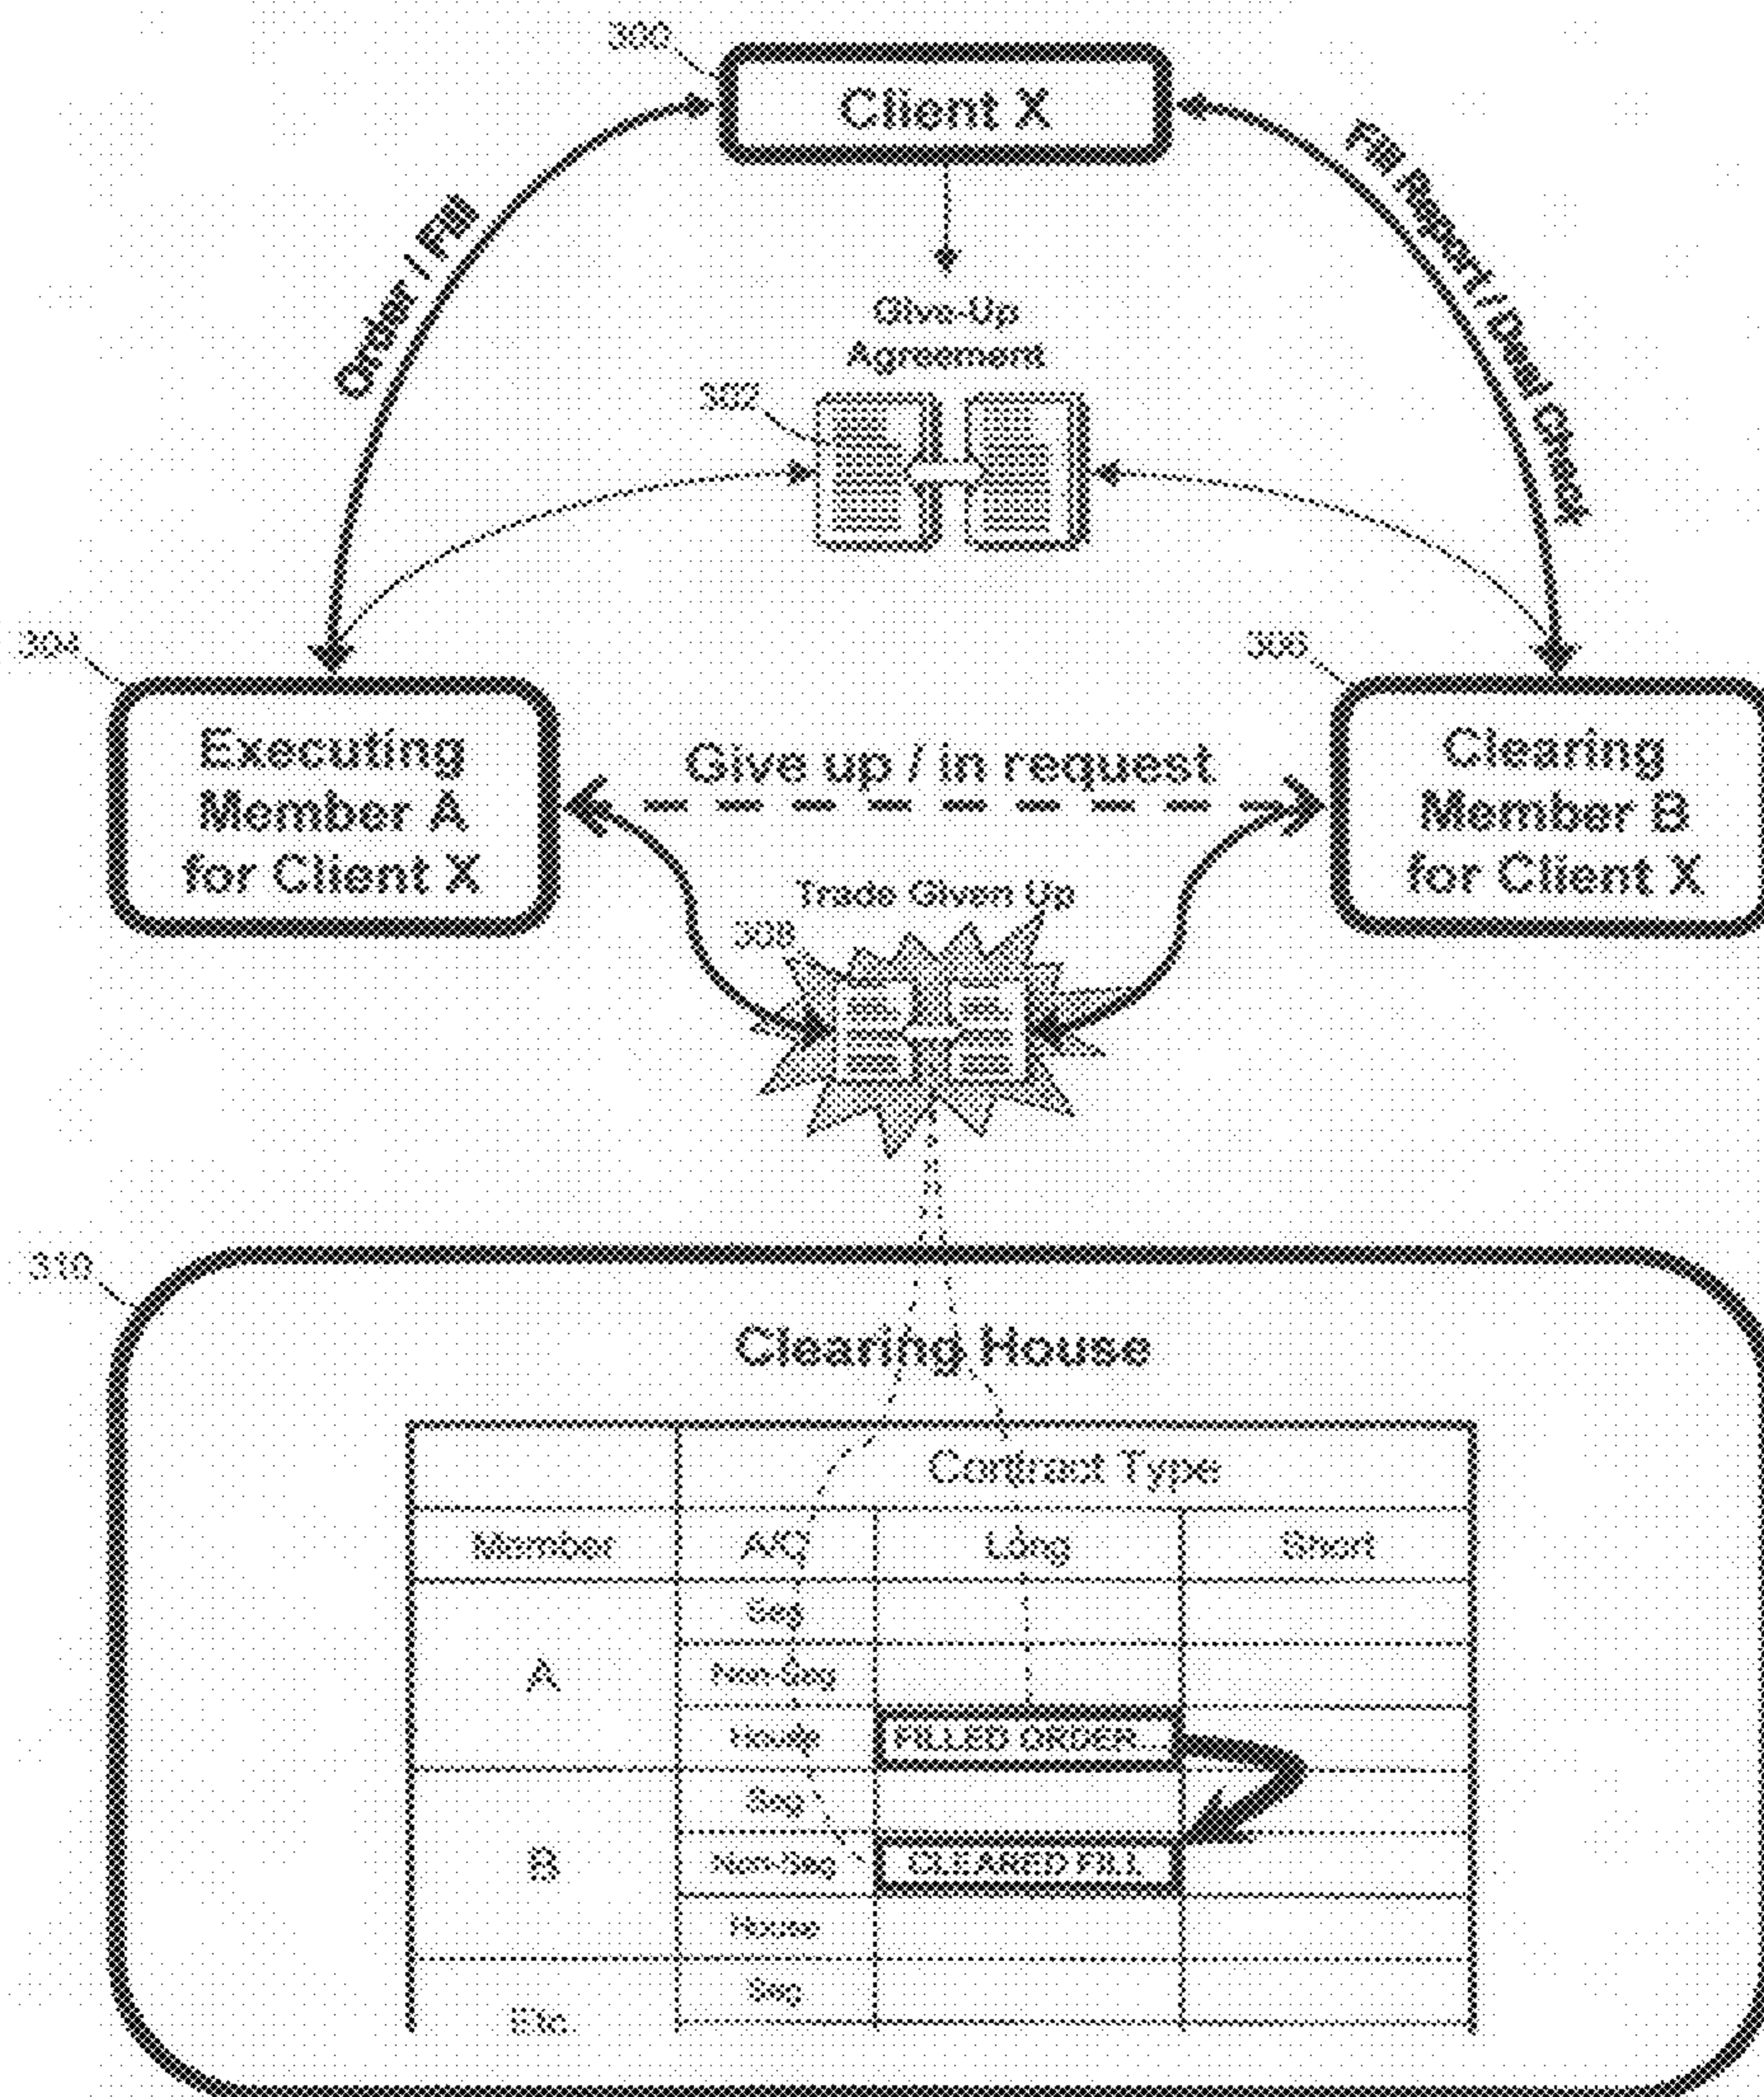 300
Client X
Order / Fill
Fill Report / Deal Check
Give-Up
Agreement
302
304
306
Executing
Member A
for Client X
Give up / in request
Clearing
Member B
for Client X
Trade Given Up
308
310
Clearing House
Contract Type
Member A/C Long Short
Seg
A Non-Seg
House FILLED ORDER
Seg
B Non-Seg CLEARED FILL
House
Seg
Etc.